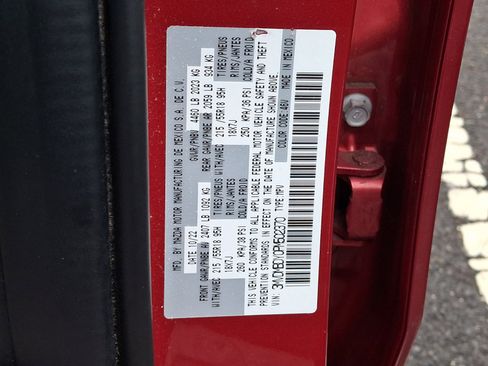 MFD BY MAZDA MOTOR MANUFACTURING DE MEXICO S.A DE C.V.
DATE 10/22 GVWR/PNBV 4460 LB 2023 KG
FRONT GAWR/PNBE AV 2407 LB 1092 KG REAR GAWR/PNBE AR 2059 LB 934 KG
WITH/AVEC TIRES/PNEUS RIMS/JANTES COLD/A FROID WITH/AVEC TIRES/PNEUS RIMS/JANTES COLD/A FROID
215/55R18 95H 215/55R18 95H
18X7J 18X7J
250 KPA/36 PSI
THIS VEHICLE CONFORMS TO ALL APPLICABLE FEDERAL MOTOR VEHICLE SAFETY AND THEFT
PREVENTION STANDARDS IN EFFECT ON THE DATE OF MANUFACTURE SHOWN ABOVE.
VIN: TYPE:MPV COLOR CODE:46V MADE IN MEXICO.